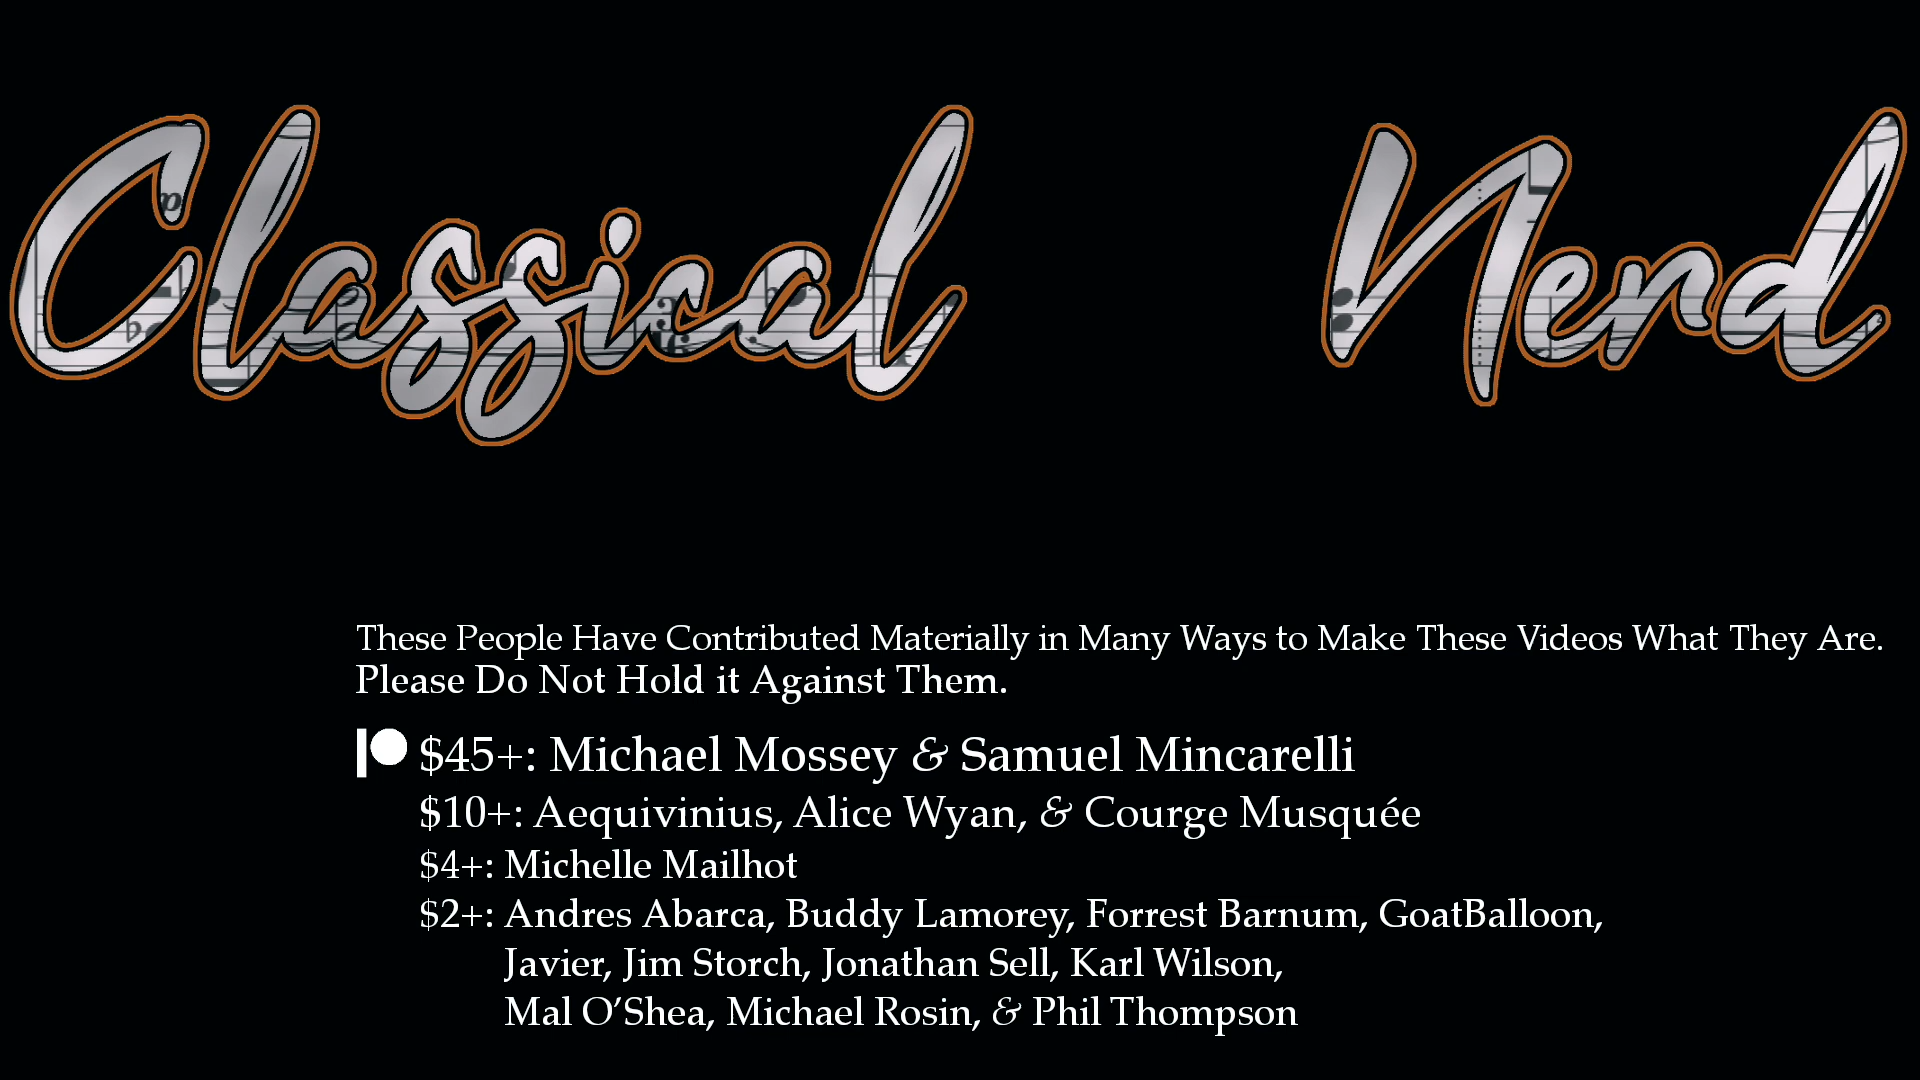 Classical Nerd
These People Have Contributed Materially in Many Ways to Make These Videos What They Are.
Please Do Not Hold it Against Them.
$45+: Michael Mossey & Samuel Mincarelli
$10+: Aequivinius, Alice Wyan, & Courge Musquée
$4+: Michelle Mailhot
$2+: Andres Abarca, Buddy Lamorey, Forrest Barnum, GoatBalloon,
Javier, Jim Storch, Jonathan Sell, Karl Wilson,
Mal O’Shea, Michael Rosin, & Phil Thompson